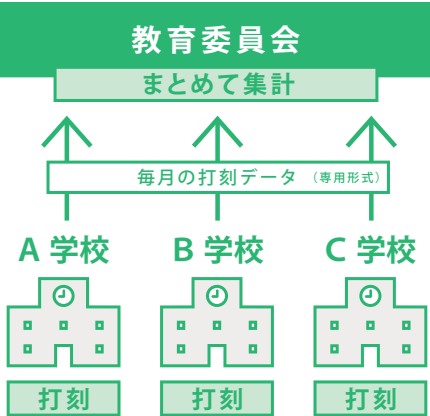 教育委員会
まとめて集計
毎月の打刻データ （専用形式）
A 学校 B 学校 C 学校
打刻 打刻 打刻